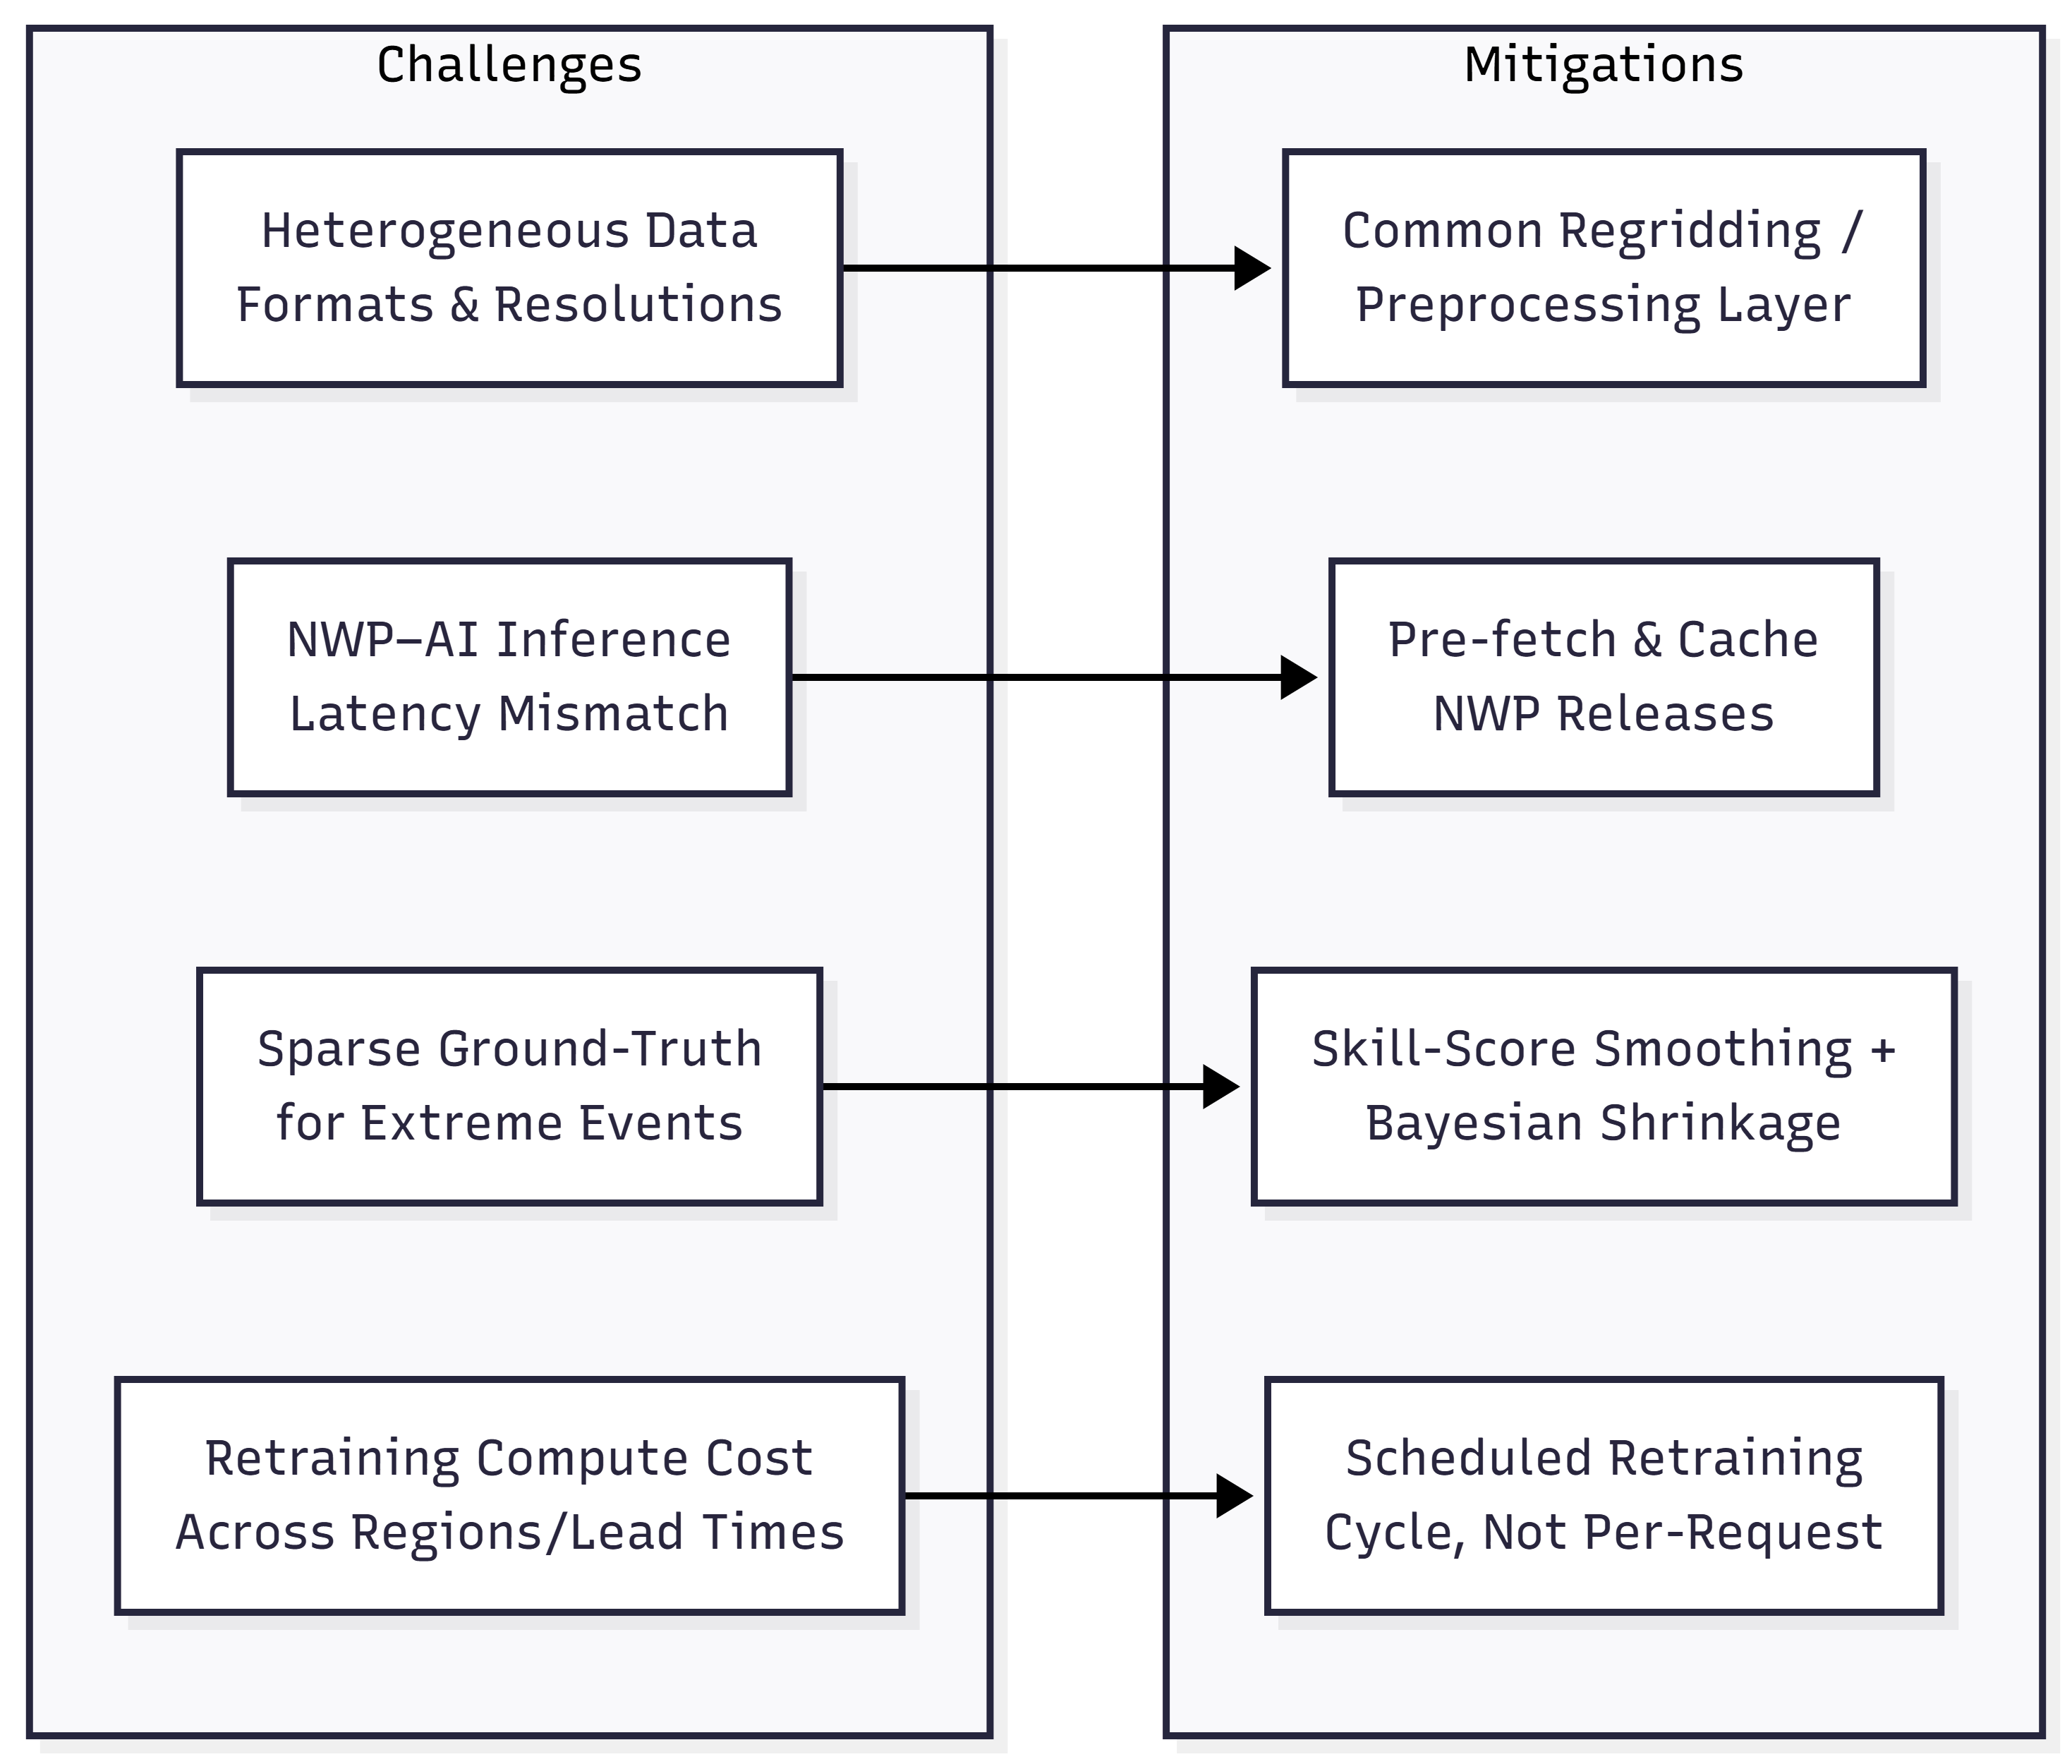 Challenges
Heterogeneous Data
Formats & Resolutions
NWP–AI Inference
Latency Mismatch
Sparse Ground-Truth
for Extreme Events
Retraining Compute Cost
Across Regions/Lead Times
Mitigations
Common Regridding /
Preprocessing Layer
Pre-fetch & Cache
NWP Releases
Skill-Score Smoothing +
Bayesian Shrinkage
Scheduled Retraining
Cycle, Not Per-Request